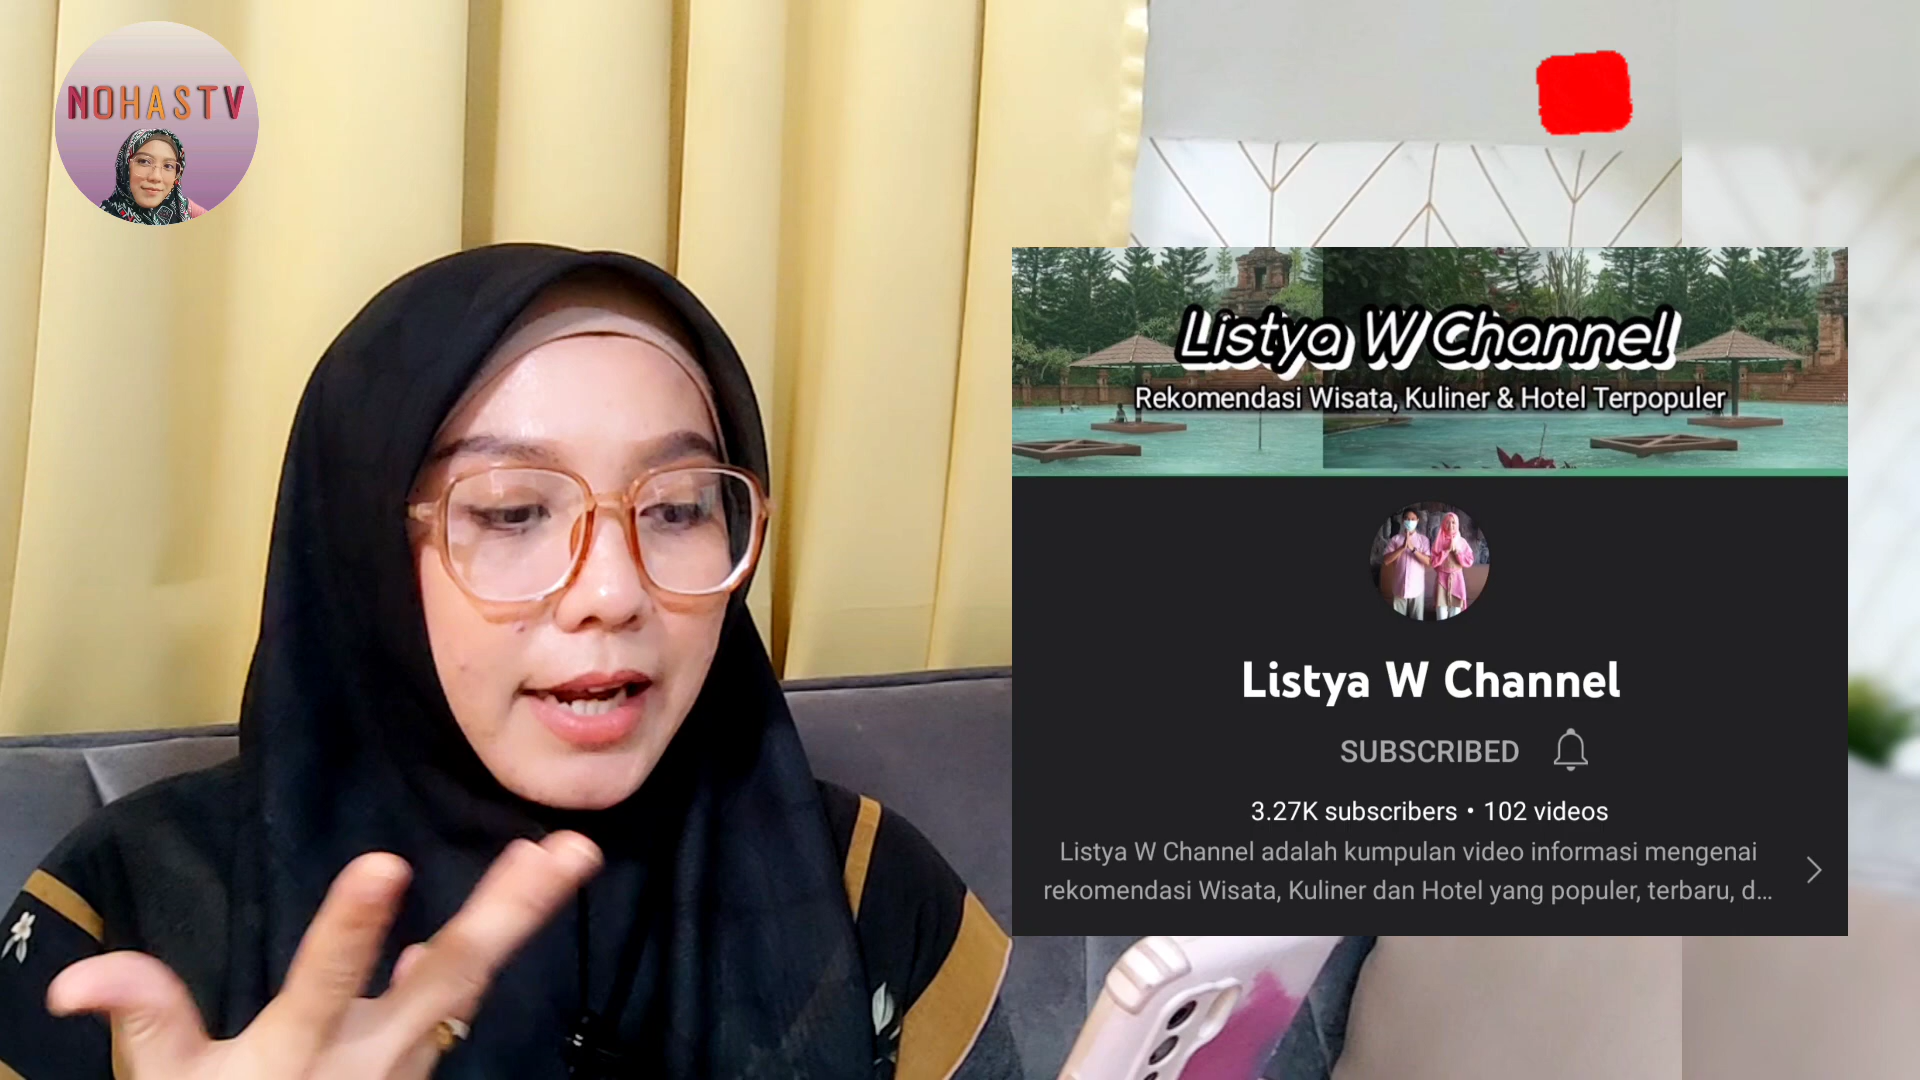 NOHASTV
Listya W Channel
Rekomendasi Wisata, Kuliner & Hotel Terpopuler
Listya W Channel
SUBSCRIBED
3.27K subscribers • 102 videos
Listya W Channel adalah kumpulan video informasi mengenai
rekomendasi Wisata, Kuliner dan Hotel yang populer, terbaru, d...